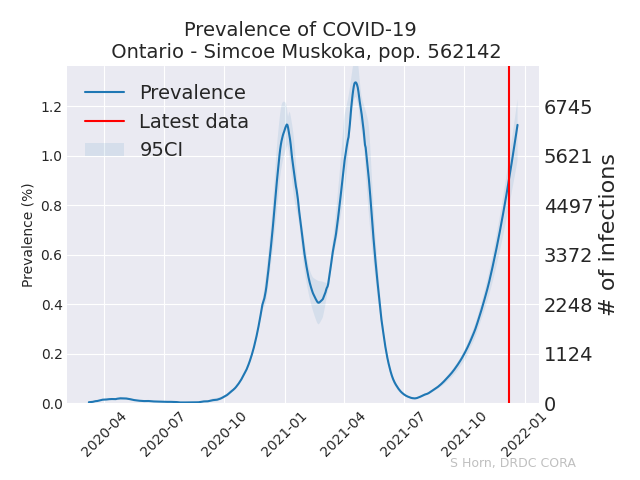 Prevalence of COVID-19
Ontario - Simcoe Muskoka, pop. 562142
Prevalence
Latest data
95CI
Prevalence (%)
1.2
1.0
0.8
0.6
0.4
0.2
0.0
6745
5621
4497
3372
2248
1124
0
# of infections
2020-04
2020-07
2020-10
2021-01
2021-04
2021-07
2021-10
2022-01
S Horn, DRDC CORA